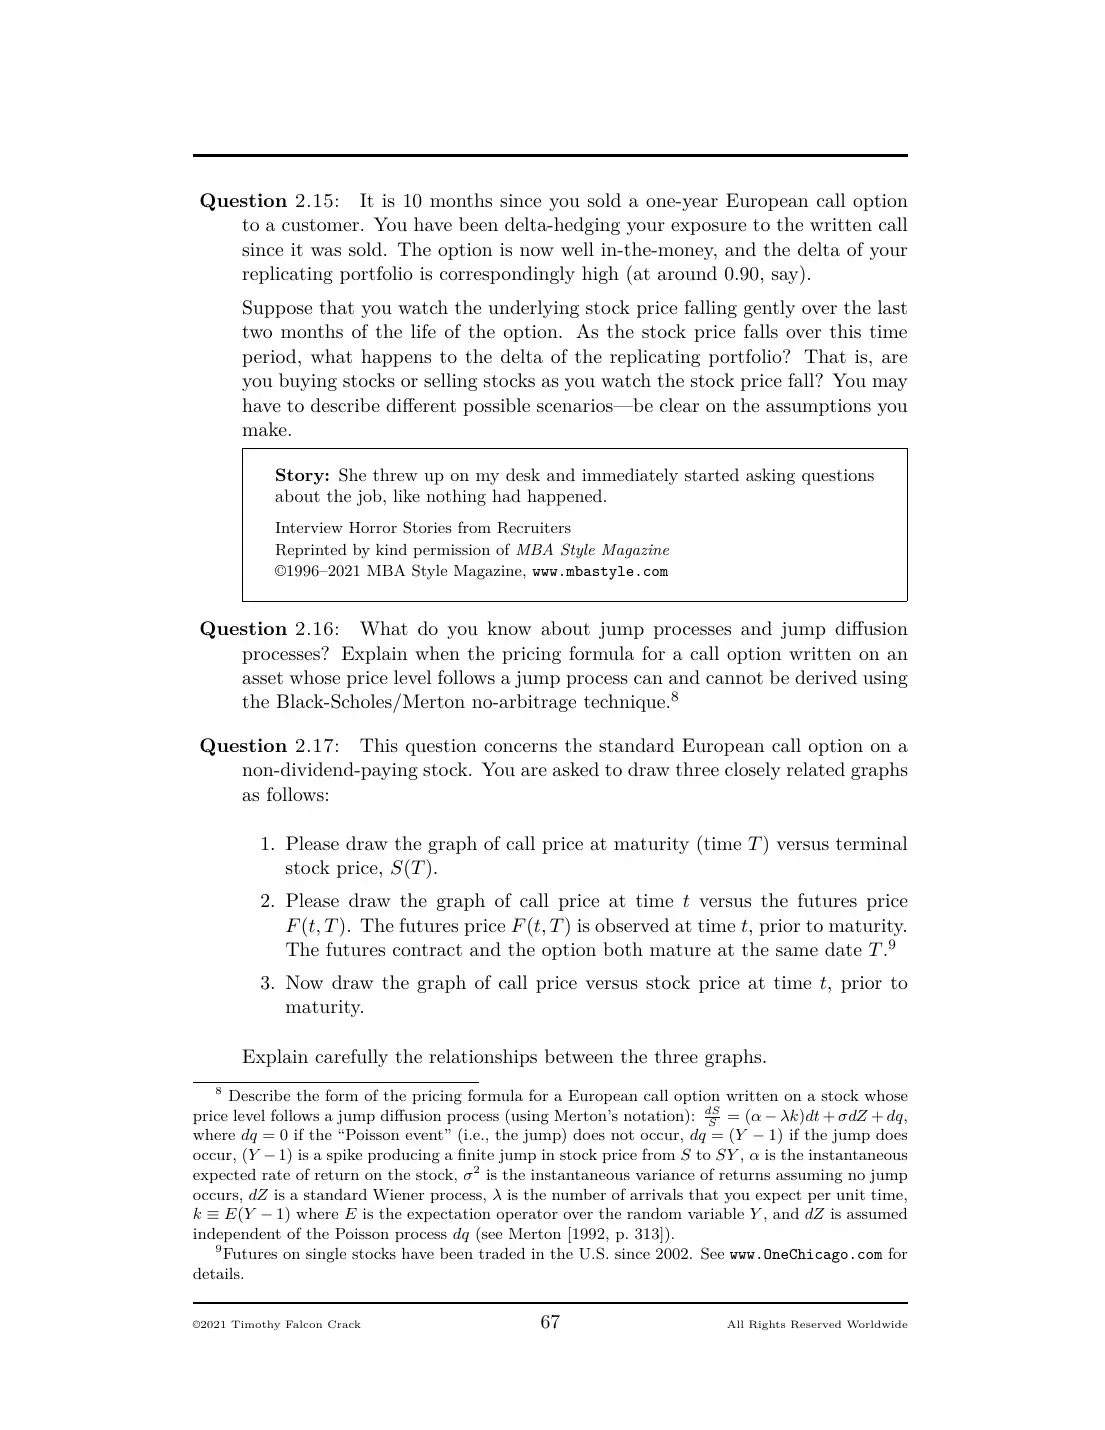 Question 2.15: It is 10 months since you sold a one-year European call option
to a customer. You have been delta-hedging your exposure to the written call
since it was sold. The option is now well in-the-money, and the delta of your
replicating portfolio is correspondingly high (at around 0.90, say).
Suppose that you watch the underlying stock price falling gently over the last
two months of the life of the option. As the stock price falls over this time
period, what happens to the delta of the replicating portfolio? That is, are
you buying stocks or selling stocks as you watch the stock price fall? You may
have to describe different possible scenarios—be clear on the assumptions you
make.
Story: She threw up on my desk and immediately started asking questions
about the job, like nothing had happened.
Interview Horror Stories from Recruiters
Reprinted by kind permission of MBA Style Magazine
©1996–2021 MBA Style Magazine, www.mbastyle.com
Question 2.16: What do you know about jump processes and jump diffusion
processes? Explain when the pricing formula for a call option written on an
asset whose price level follows a jump process can and cannot be derived using
the Black-Scholes/Merton no-arbitrage technique.⁸
Question 2.17: This question concerns the standard European call option on a
non-dividend-paying stock. You are asked to draw three closely related graphs
as follows:
1. Please draw the graph of call price at maturity (time T) versus terminal
stock price, S(T).
2. Please draw the graph of call price at time t versus the futures price
F(t, T). The futures price F(t, T) is observed at time t, prior to maturity.
The futures contract and the option both mature at the same date T.⁹
3. Now draw the graph of call price versus stock price at time t, prior to
maturity.
Explain carefully the relationships between the three graphs.
⁸ Describe the form of the pricing formula for a European call option written on a stock whose
price level follows a jump diffusion process (using Merton's notation): dS/S = (α − λk)dt + σdZ + dq,
where dq = 0 if the “Poisson event” (i.e., the jump) does not occur, dq = (Y − 1) if the jump does
occur, (Y − 1) is a spike producing a finite jump in stock price from S to SY, α is the instantaneous
expected rate of return on the stock, σ² is the instantaneous variance of returns assuming no jump
occurs, dZ is a standard Wiener process, λ is the number of arrivals that you expect per unit time,
k ≡ E(Y − 1) where E is the expectation operator over the random variable Y, and dZ is assumed
independent of the Poisson process dq (see Merton [1992, p. 313]).
⁹Futures on single stocks have been traded in the U.S. since 2002. See www.OneChicago.com for
details.
©2021 Timothy Falcon Crack 67 All Rights Reserved Worldwide